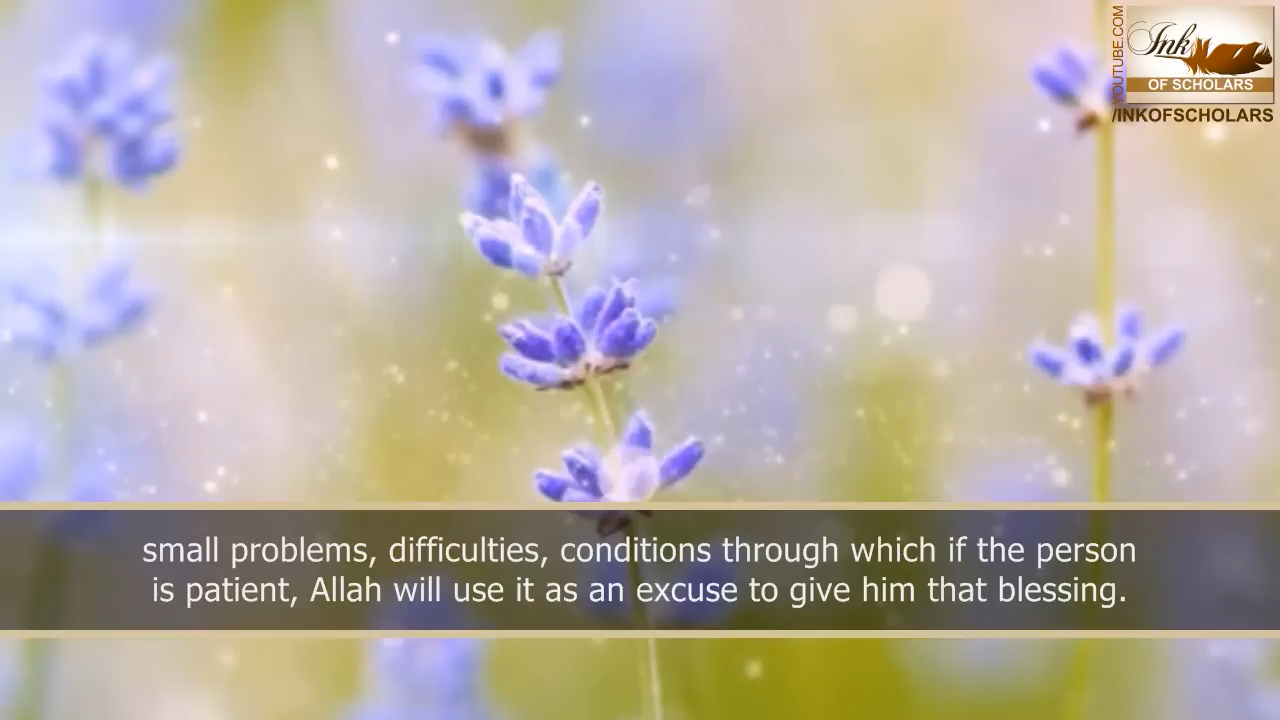 YOUTUBE.COM
Ink
OF SCHOLARS
/INKOFSCHOLARS
small problems, difficulties, conditions through which if the person
is patient, Allah will use it as an excuse to give him that blessing.